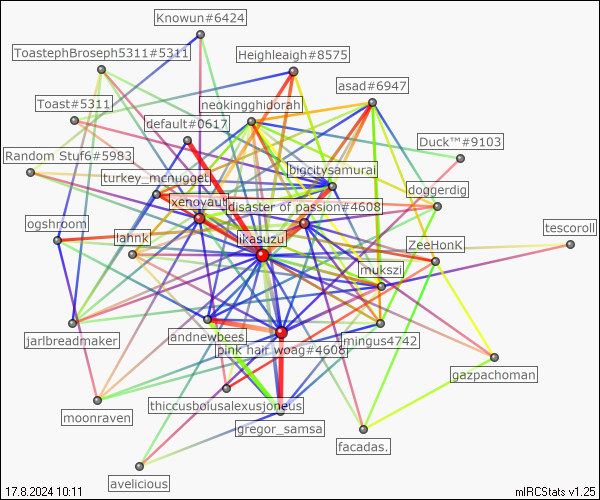 Knowun#6424
ToastephBroseph5311#5311
Heighleaigh#8575
asad#6947
Toast#5311
neokingghidorah
default#0617
Duck™#9103
Random Stuf6#5983
bigcitysamurai
turkey_mcnugget
doggerdig
xenoyaut
disaster of passion#4608
ogshroom
tescoroll
lahnk
ikasuzu
ZeeHonK
mukszi
jarlbreadmaker
andnewbees
mingus4742
pink hair woag#4608
gazpachoman
thiccusbolusalexusjoneus
moonraven
gregor_samsa
facadas.
avelicious
17.8.2024 10:11
mIRCStats v1.25